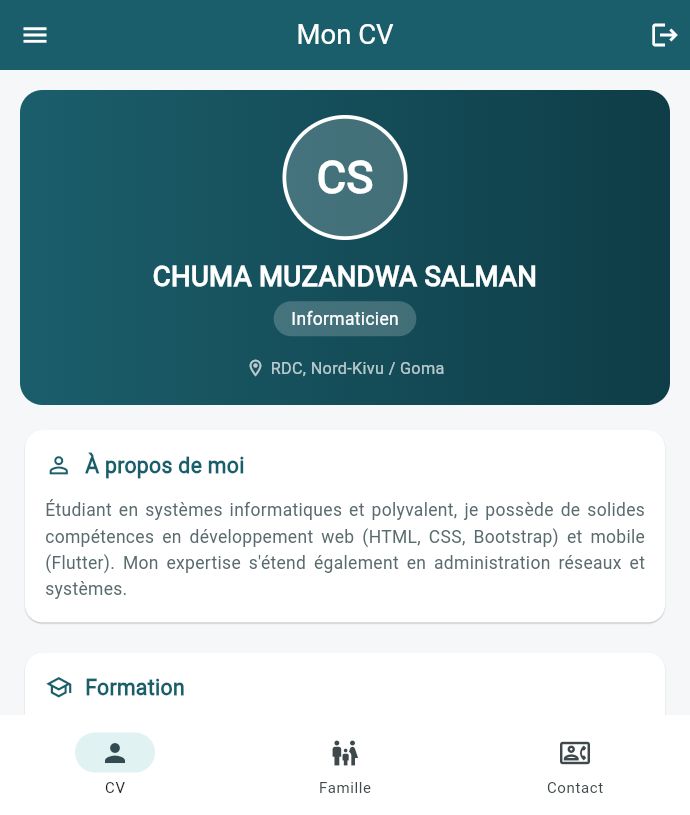 Mon CV
CS
CHUMA MUZANDWA SALMAN
Informaticien
RDC, Nord-Kivu / Goma
À propos de moi
Étudiant en systèmes informatiques et polyvalent, je possède de solides
compétences en développement web (HTML, CSS, Bootstrap) et mobile
(Flutter). Mon expertise s'étend également en administration réseaux et
systèmes.
Formation
CV
Famille
Contact